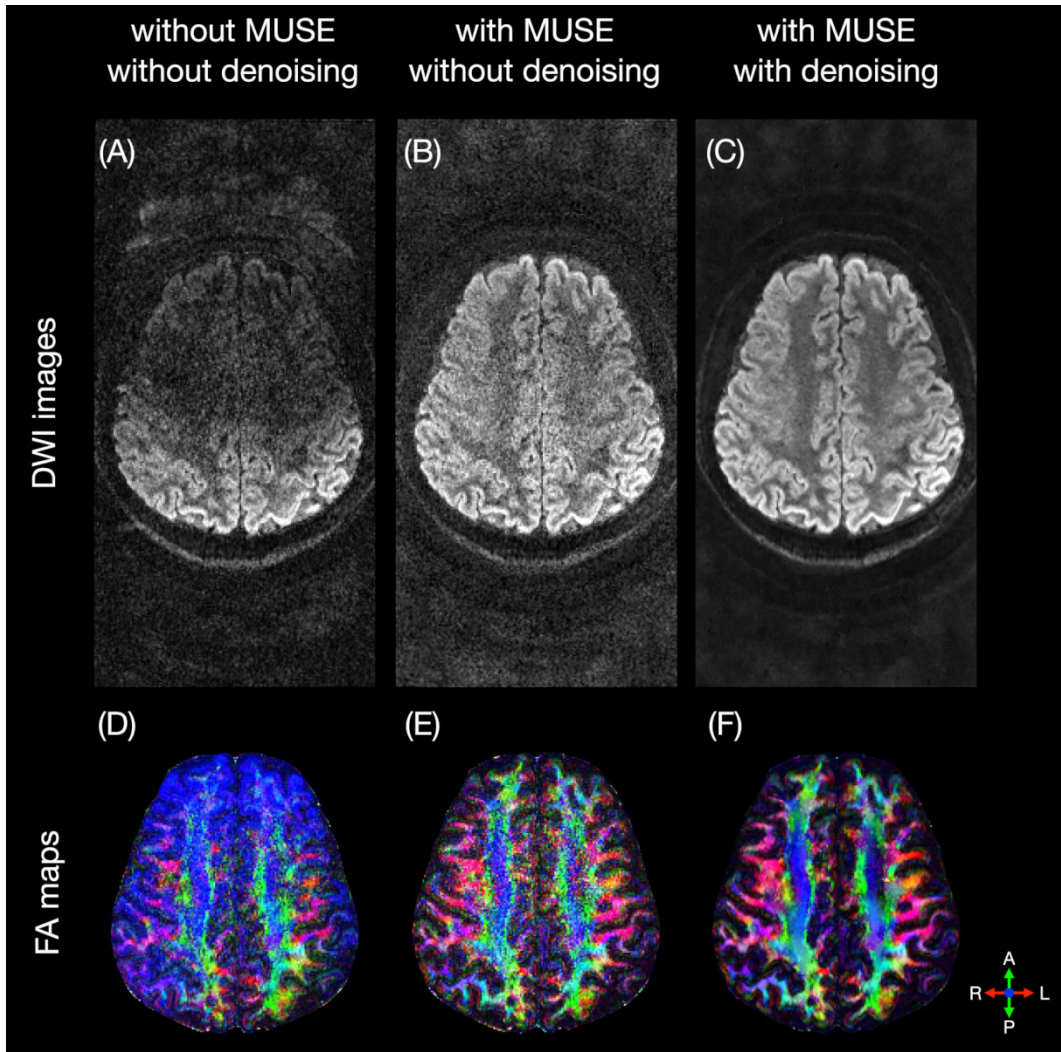 without MUSE
without denoising
with MUSE
without denoising
with MUSE
with denoising
DWI images
(A)
(B)
(C)
FA maps
(D)
(E)
(F)
A
R
L
P